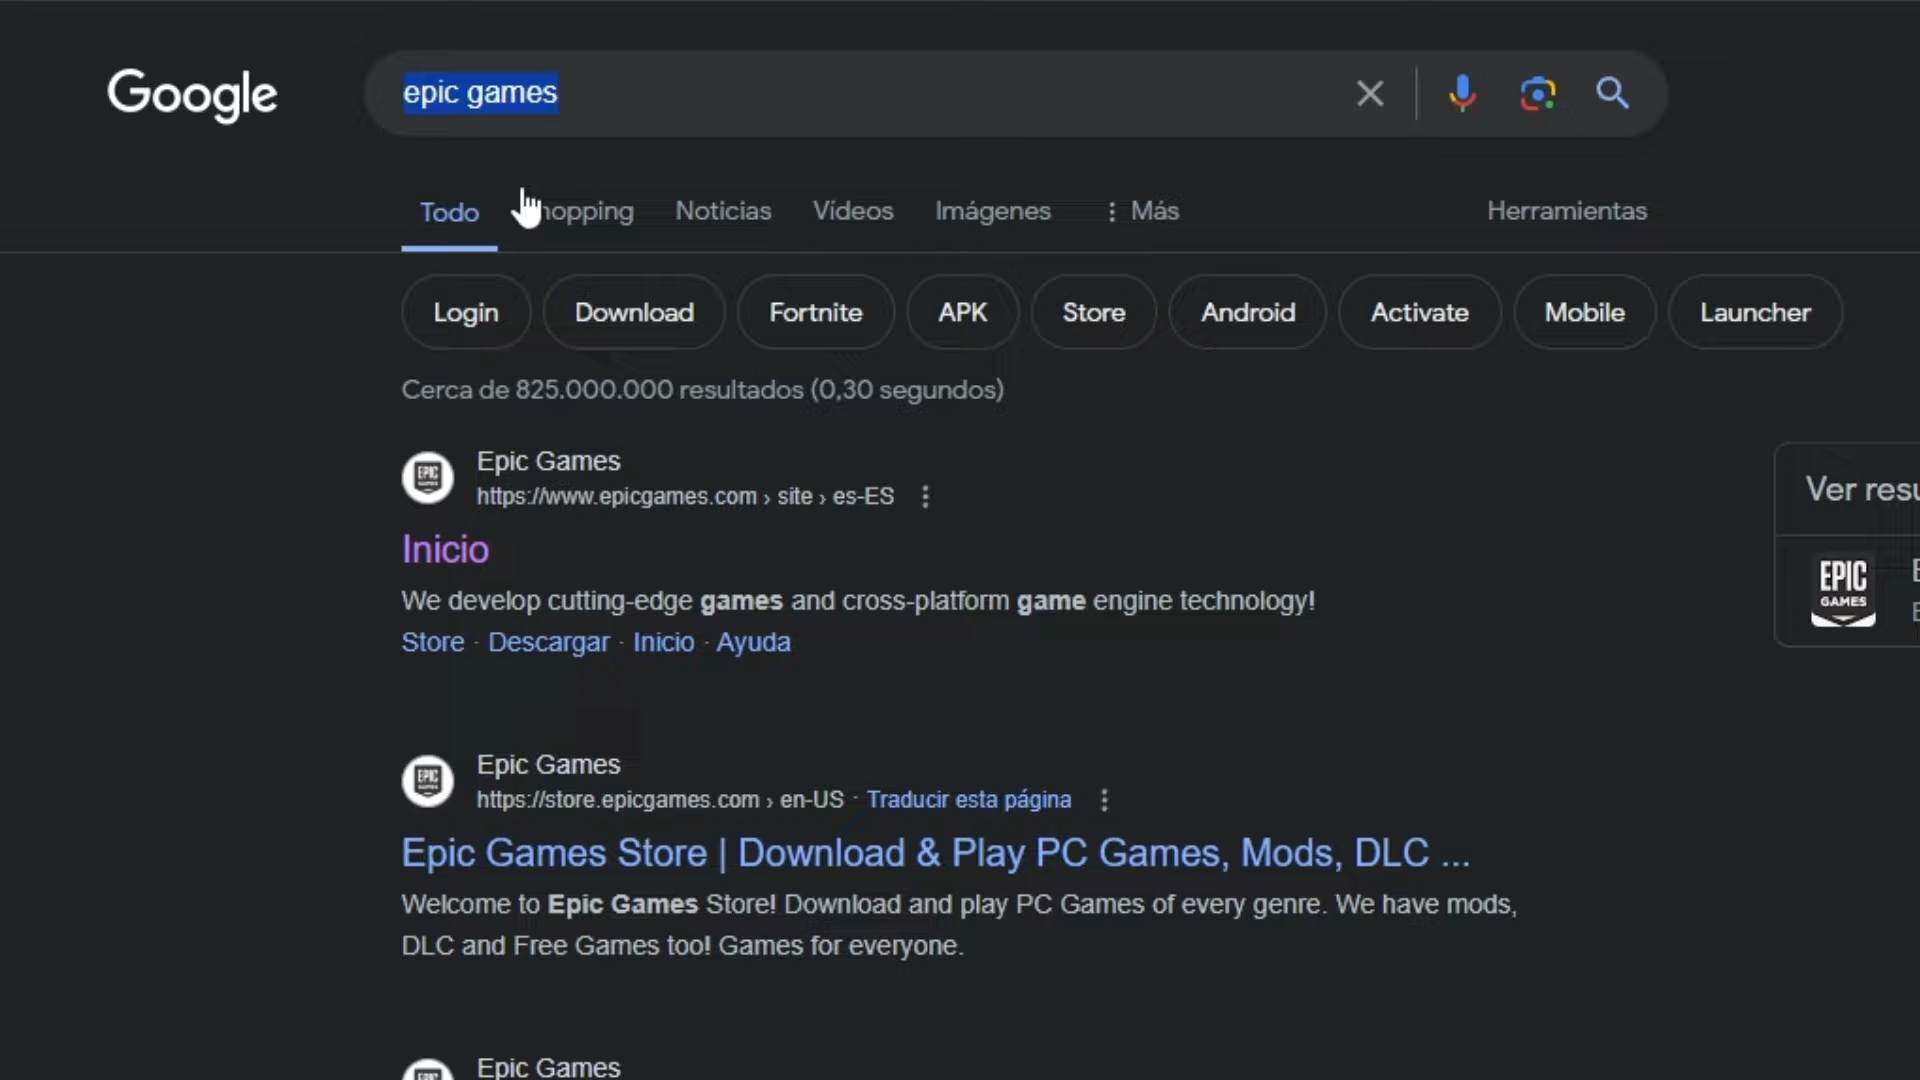 Google
epic games
Todo
hopping
Noticias
Vídeos
Imágenes
Más
Herramientas
Login
Download
Fortnite
APK
Store
Android
Activate
Mobile
Launcher
Cerca de 825.000.000 resultados (0,30 segundos)
Epic Games
https://www.epicgames.com › site › es-ES
Inicio
We develop cutting-edge games and cross-platform game engine technology!
Store · Descargar · Inicio · Ayuda
Ver resu
EPIC
GAMES
Epic Games
https://store.epicgames.com › en-US · Traducir esta página
Epic Games Store | Download & Play PC Games, Mods, DLC ...
Welcome to Epic Games Store! Download and play PC Games of every genre. We have mods,
DLC and Free Games too! Games for everyone.
Epic Games